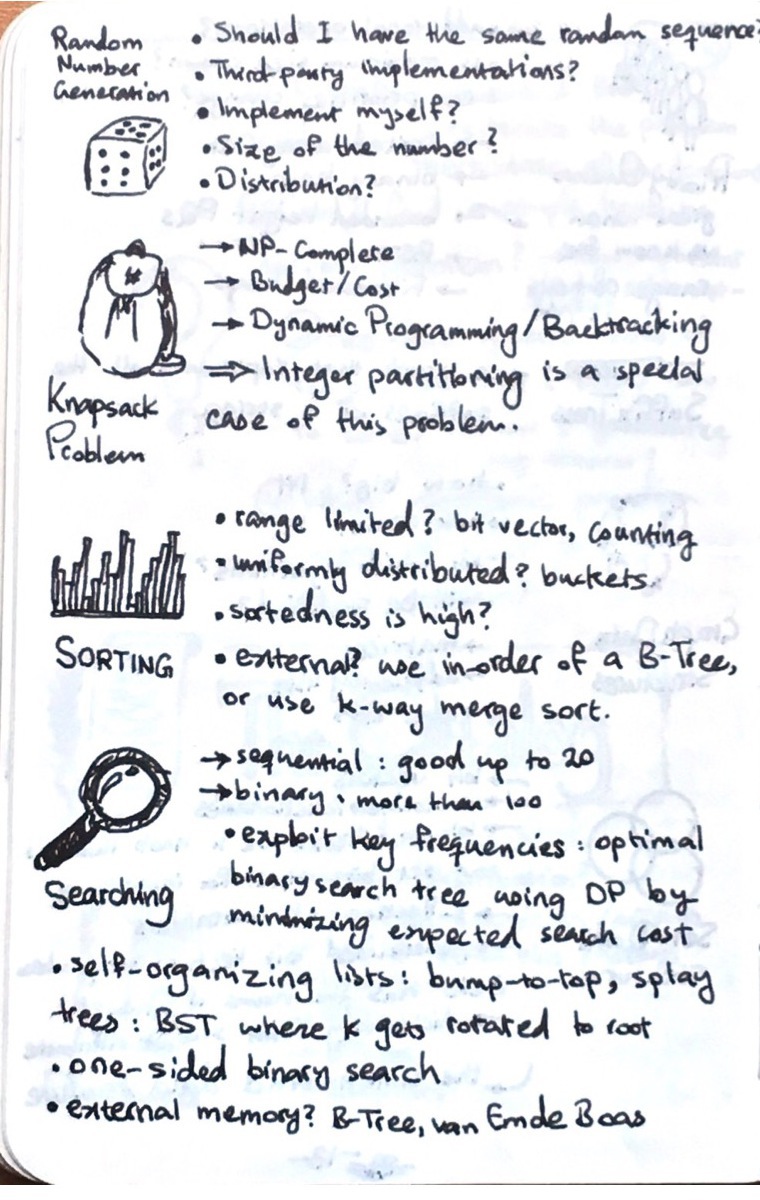 Random
Number
Generation
• Should I have the same random sequence?
• Third-party implementations?
• Implement myself?
• Size of the number?
• Distribution?
Knapsack
Problem
→ NP-Complete
→ Budget/Cost
→ Dynamic Programming/Backtracking
⇒ Integer partitioning is a special
case of this problem.
SORTING
• range limited? bit vector, counting
• uniformly distributed? buckets.
• sortedness is high?
• external? use in-order of a B-Tree,
or use k-way merge sort.
Searching
→ sequential : good up to 20
→ binary : more than 100
• exploit key frequencies : optimal
binary search tree using DP by
minimizing expected search cost
• self-organizing lists : bump-to-top, splay
trees : BST where k gets rotated to root
• one-sided binary search
• external memory? B-Tree, van Emde Boas